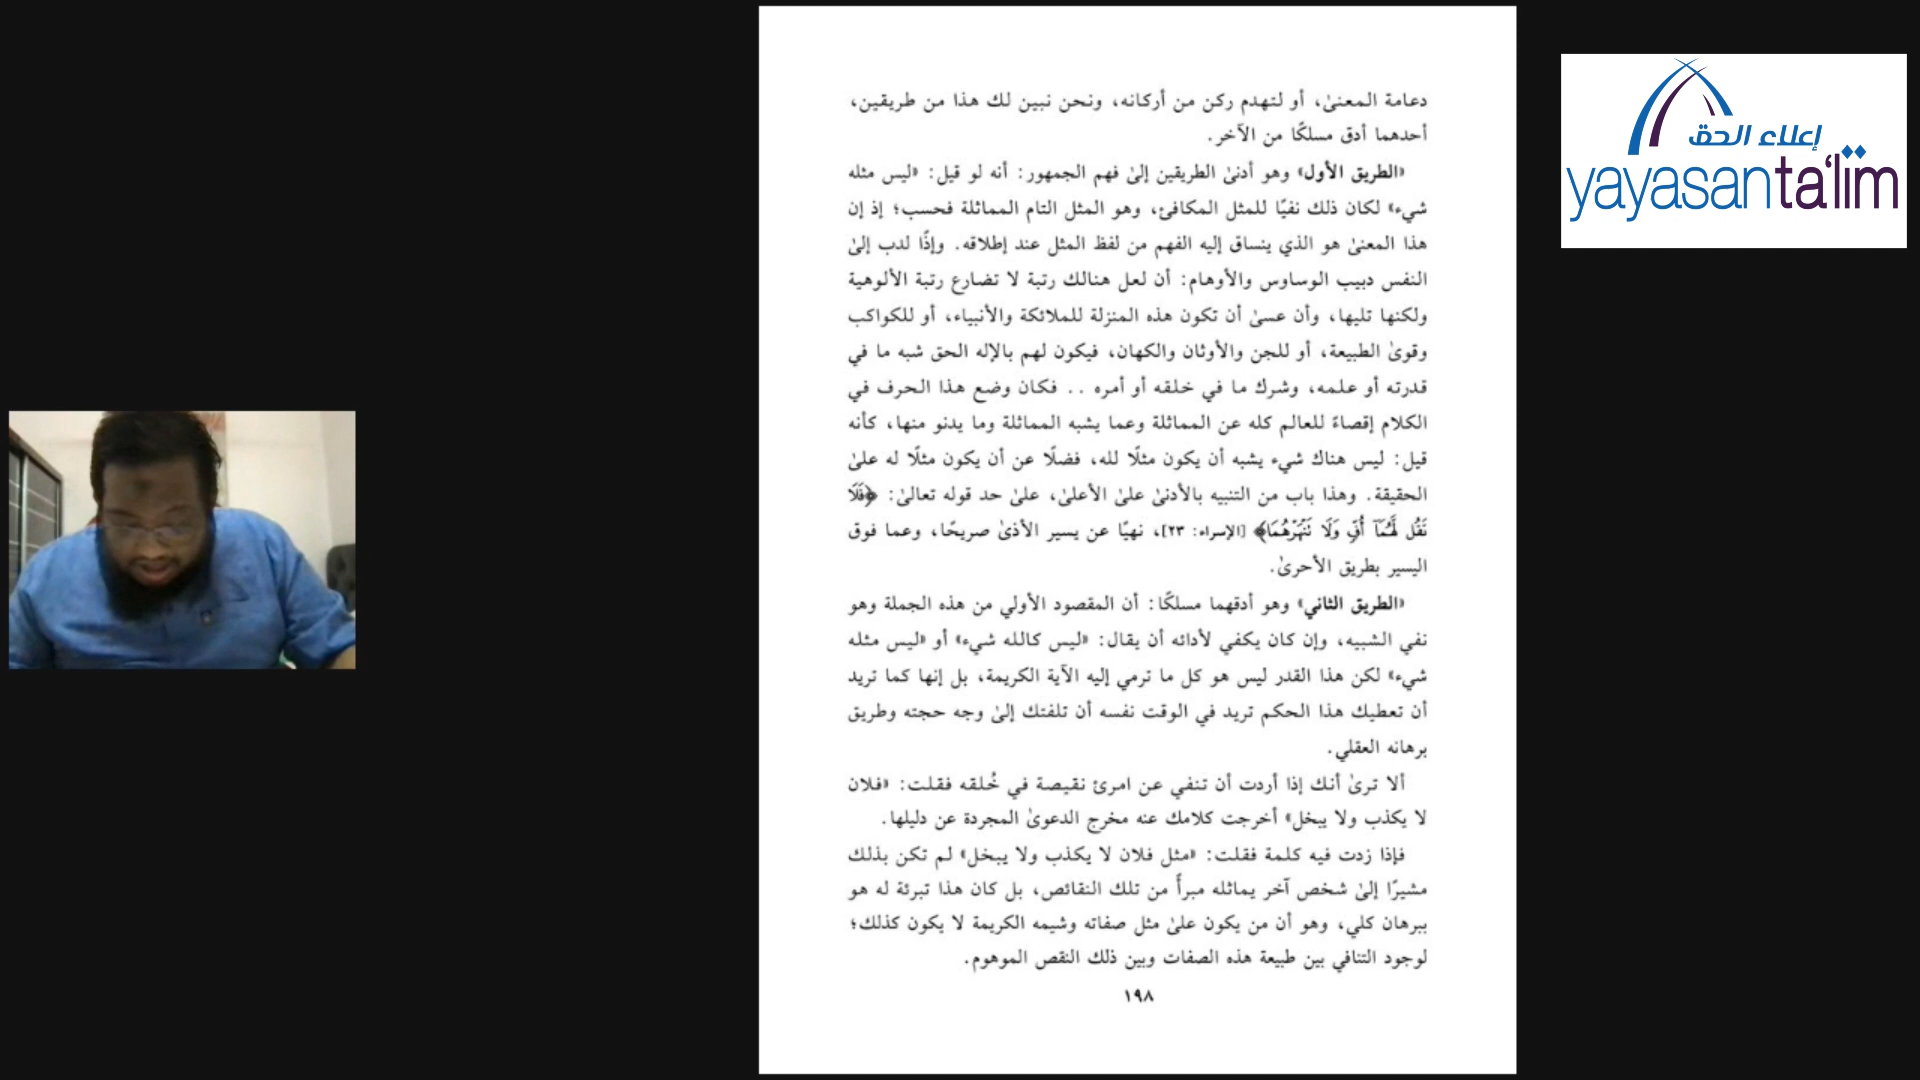 دعامة المعنىٰ، أو لتهدم ركن من أركانه، ونحن نبين لك هذا من طريقين،
أحدهما أدق مسلكًا من الآخر.
«الطريق الأول» وهو أدنىٰ الطريقين إلىٰ فهم الجمهور: أنه لو قيل: «ليس مثله
شيء» لكان ذلك نفيًا للمثل المكافئ، وهو المثل التام المماثلة فحسب؛ إذ إن
هذا المعنىٰ هو الذي ينساق إليه الفهم من لفظ المثل عند إطلاقه. وإذًا لدب إلىٰ
النفس دبيب الوساوس والأوهام: أن لعل هنالك رتبة لا تضارع رتبة الألوهية
ولكنها تليها، وأن عسىٰ أن تكون هذه المنزلة للملائكة والأنبياء، أو للكواكب
وقوىٰ الطبيعة، أو للجن والأوثان والكهان، فيكون لهم بالإله الحق شبه ما في
قدرته أو علمه، وشرك ما في خلقه أو أمره .. فكان وضع هذا الحرف في
الكلام إقصاءً للعالم كله عن المماثلة وعما يشبه المماثلة وما يدنو منها، كأنه
قيل: ليس هناك شيء يشبه أن يكون مثلًا لله، فضلًا عن أن يكون مثلًا له علىٰ
الحقيقة. وهذا باب من التنبيه بالأدنىٰ علىٰ الأعلىٰ، علىٰ حد قوله تعالىٰ: ﴿فَلَا
تَقُل لَّهُمَآ أُفٍّ وَلَا تَنْهَرْهُمَا﴾ [الإسراء: ٢٣]، نهيًا عن يسير الأذىٰ صريحًا، وعما فوق
اليسير بطريق الأحرىٰ.
«الطريق الثاني» وهو أدقهما مسلكًا: أن المقصود الأولي من هذه الجملة وهو
نفي الشبيه، وإن كان يكفي لأدائه أن يقال: «ليس كالله شيء» أو «ليس مثله
شيء» لكن هذا القدر ليس هو كل ما ترمي إليه الآية الكريمة، بل إنها كما تريد
أن تعطيك هذا الحكم تريد في الوقت نفسه أن تلفتك إلىٰ وجه حجته وطريق
برهانه العقلي.
ألا ترىٰ أنك إذا أردت أن تنفي عن امرئ نقيصة في خُلقه فقلت: «فلان
لا يكذب ولا يبخل» أخرجت كلامك عنه مخرج الدعوىٰ المجردة عن دليلها.
فإذا زدت فيه كلمة فقلت: «مثل فلان لا يكذب ولا يبخل» لم تكن بذلك
مشيرًا إلىٰ شخص آخر يماثله مبرأً من تلك النقائص، بل كان هذا تبرئة له هو
ببرهان كلي، وهو أن من يكون علىٰ مثل صفاته وشيمه الكريمة لا يكون كذلك؛
لوجود التنافي بين طبيعة هذه الصفات وبين ذلك النقص الموهوم.
١٩٨
إعلاء الحق
yayasanta'lim